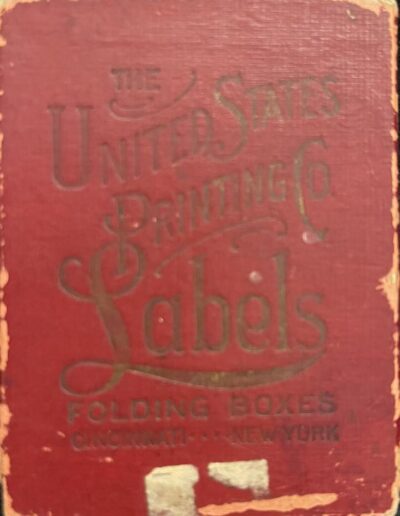 THE
UNITED STATES
PRINTING CO
Labels
FOLDING BOXES
CINCINNATI · · · NEW YORK